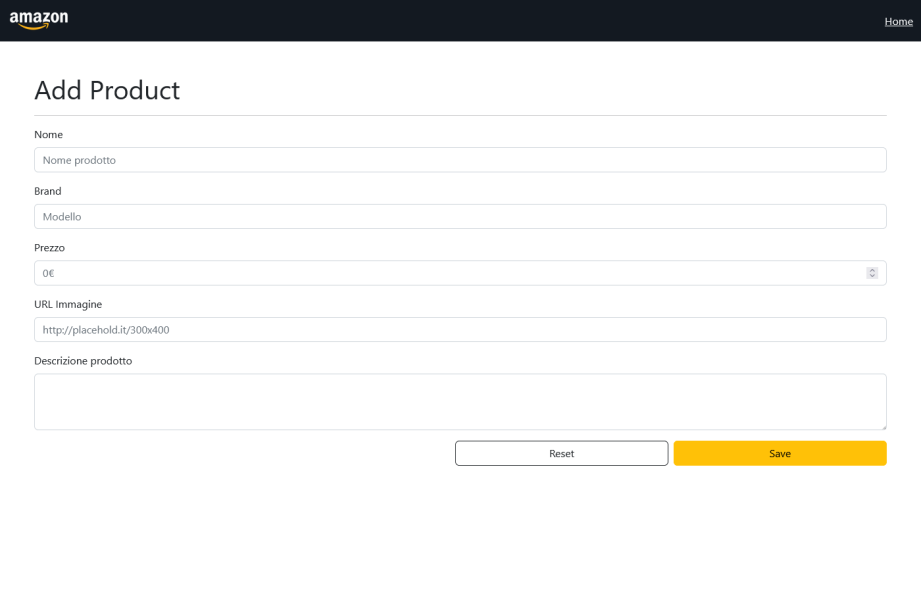 amazon
Home
Add Product
Nome
Nome prodotto
Brand
Modello
Prezzo
0€
URL Immagine
http://placehold.it/300x400
Descrizione prodotto
Reset
Save